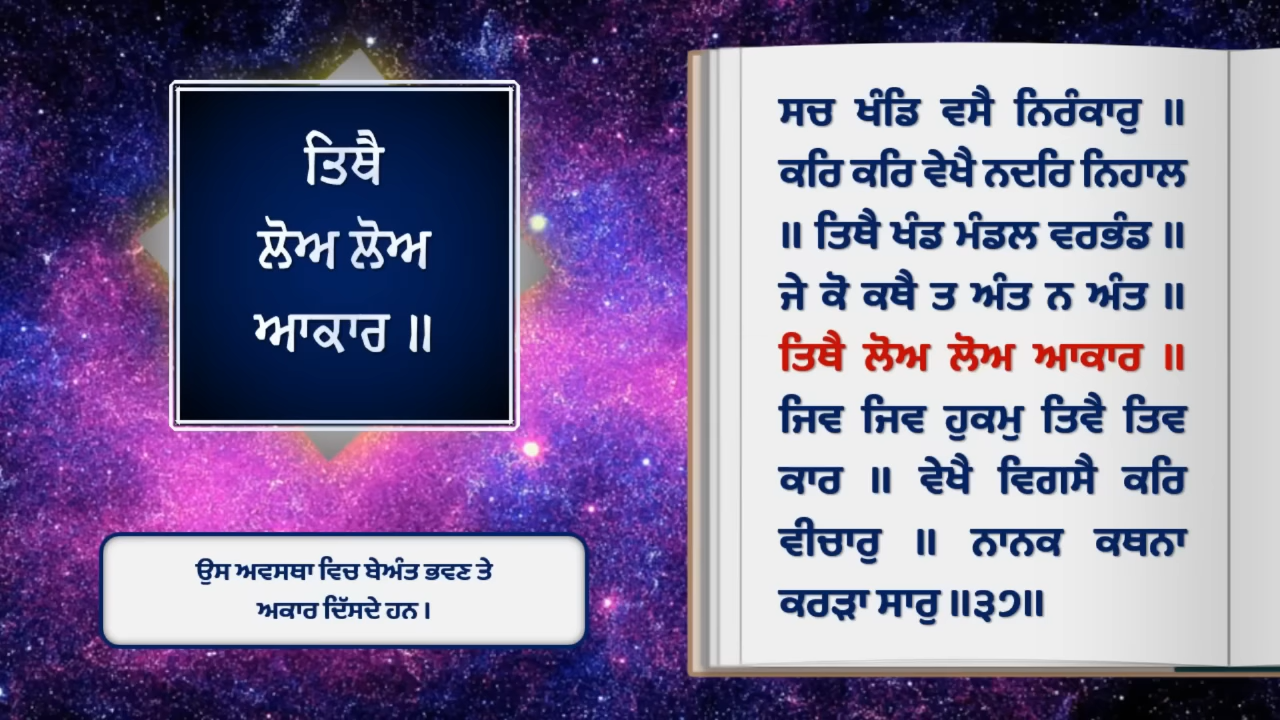 ਤਿਥੈ
ਲੋਅ ਲੋਅ
ਆਕਾਰ ॥
ਉਸ ਅਵਸਥਾ ਵਿਚ ਬੇਅੰਤ ਭਵਣ ਤੇ
ਅਕਾਰ ਦਿੱਸਦੇ ਹਨ ।
ਸਚ ਖੰਡਿ ਵਸੈ ਨਿਰੰਕਾਰੁ ॥
ਕਰਿ ਕਰਿ ਵੇਖੈ ਨਦਰਿ ਨਿਹਾਲ
॥ ਤਿਥੈ ਖੰਡ ਮੰਡਲ ਵਰਭੰਡ ॥
ਜੇ ਕੋ ਕਥੈ ਤ ਅੰਤ ਨ ਅੰਤ ॥
ਤਿਥੈ ਲੋਅ ਲੋਅ ਆਕਾਰ ॥
ਜਿਵ ਜਿਵ ਹੁਕਮੁ ਤਿਵੈ ਤਿਵ
ਕਾਰ ॥ ਵੇਖੈ ਵਿਗਸੈ ਕਰਿ
ਵੀਚਾਰੁ ॥ ਨਾਨਕ ਕਥਨਾ
ਕਰੜਾ ਸਾਰੁ ॥੩੭॥